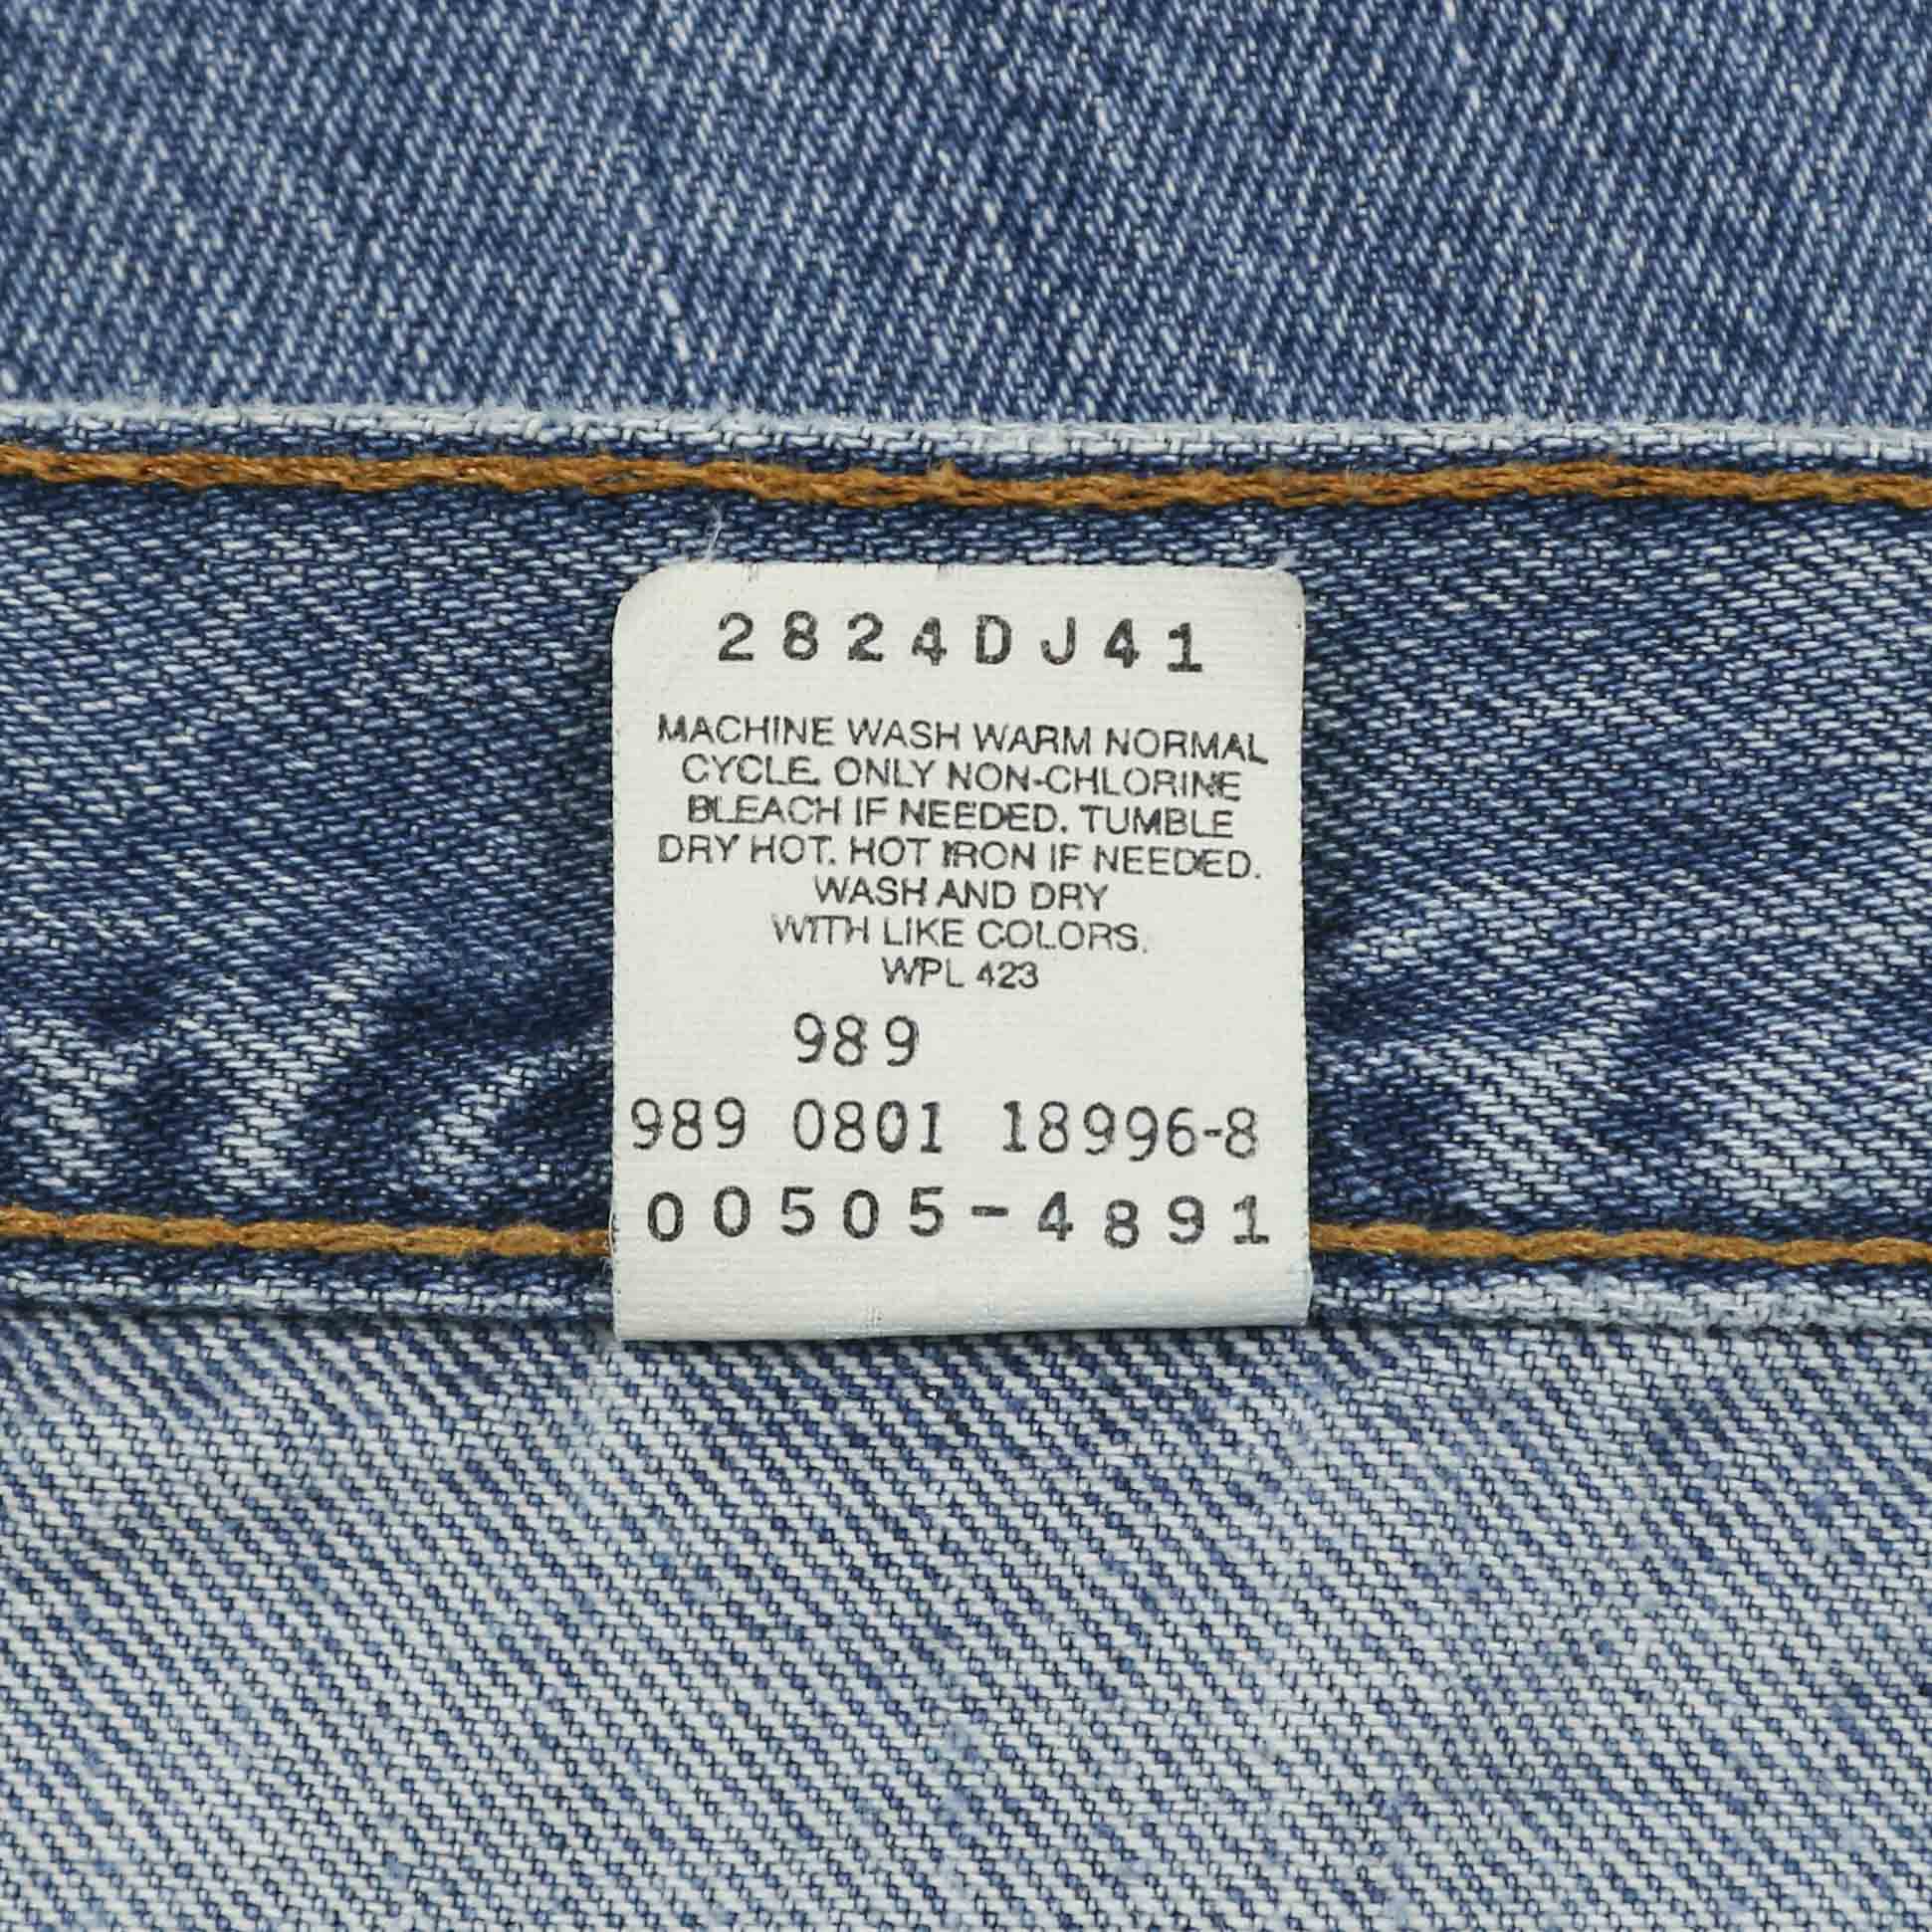 2824DJ41
MACHINE WASH WARM NORMAL
CYCLE. ONLY NON-CHLORINE
BLEACH IF NEEDED. TUMBLE
DRY HOT. HOT IRON IF NEEDED.
WASH AND DRY
WITH LIKE COLORS.
WPL 423
989
989 0801 18996-8
00505-4891